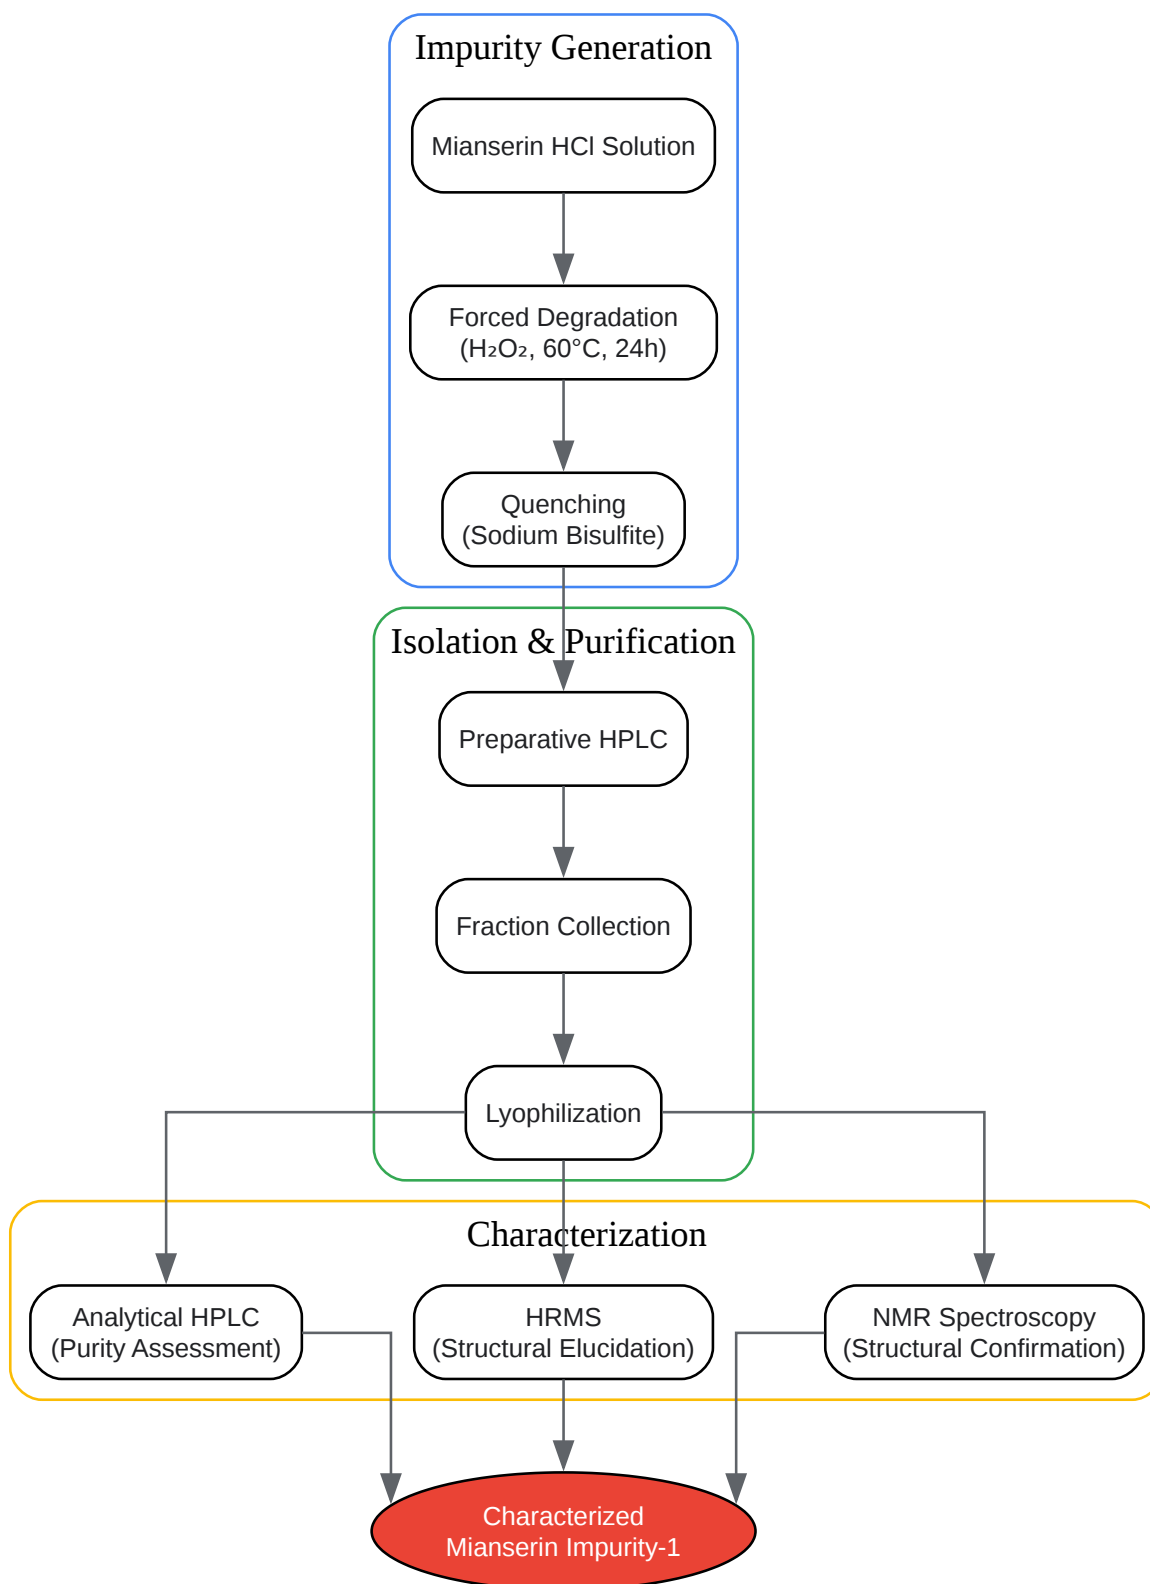 Impurity Generation
Mianserin HCl Solution
Forced Degradation
(H₂O₂, 60°C, 24h)
Quenching
(Sodium Bisulfite)
Isolation & Purification
Preparative HPLC
Fraction Collection
Lyophilization
Characterization
Analytical HPLC
(Purity Assessment)
HRMS
(Structural Elucidation)
NMR Spectroscopy
(Structural Confirmation)
Characterized
Mianserin Impurity-1